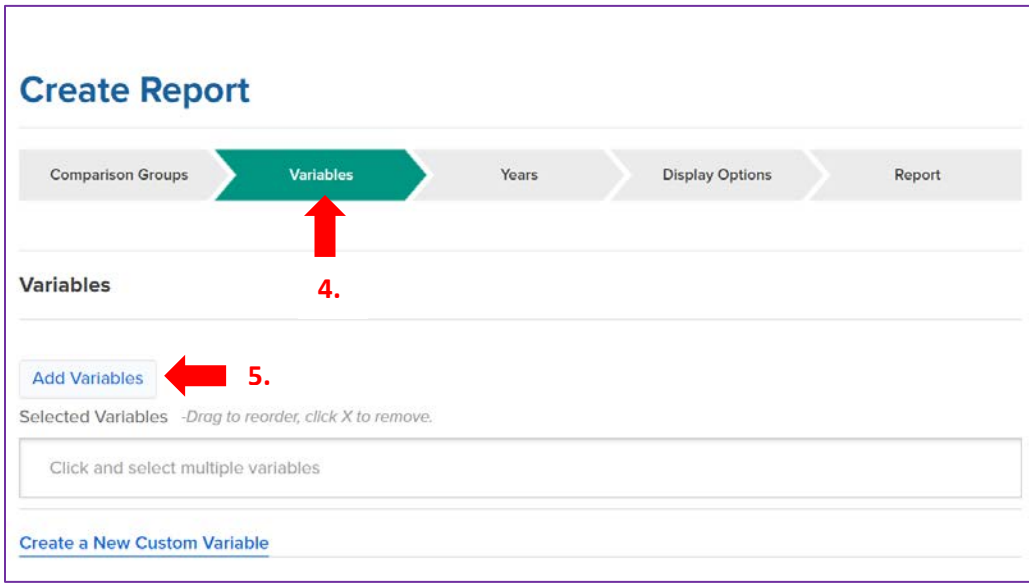 Create Report
Comparison Groups Variables Years Display Options Report
4.
Variables
Add Variables 5.
Selected Variables -Drag to reorder, click X to remove.
Click and select multiple variables
Create a New Custom Variable